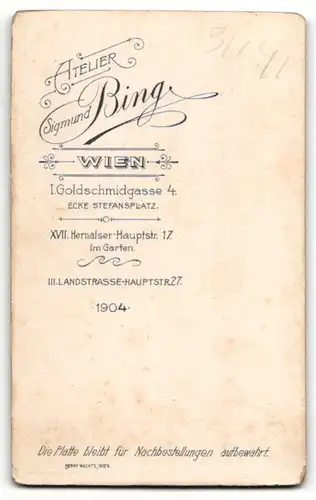 ATELIER
Sigmund Bing
WIEN
I. Goldschmidgasse 4.
ECKE STEFANSPLATZ.
XVII. Hernalser-Hauptstr. 17.
Im Garten.
III. LANDSTRASSE-HAUPTSTR. 27.
1904.
Die Platte bleibt für Nachbestellungen aufbewahrt.
WIEN.